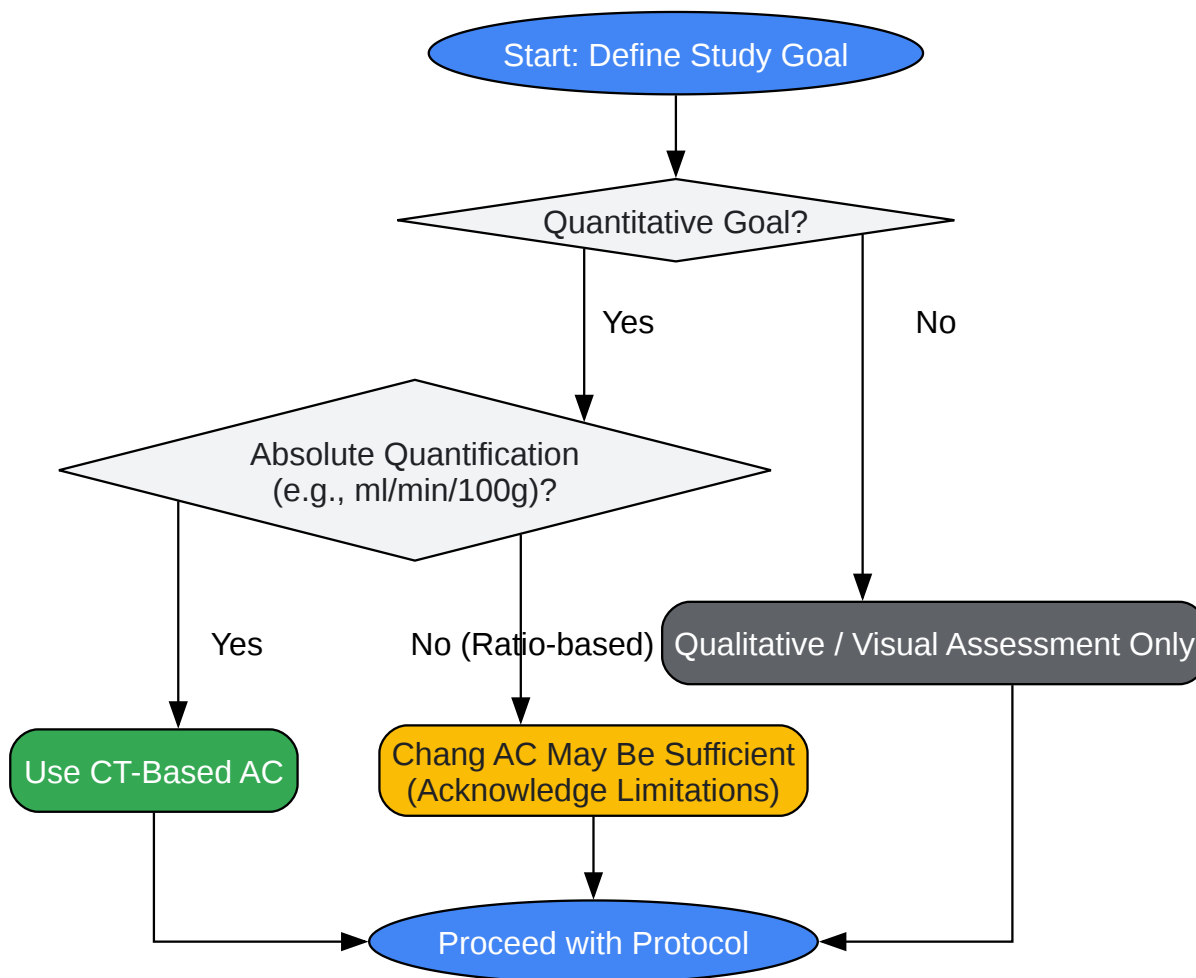 Start: Define Study Goal
Quantitative Goal?
Yes
No
Absolute Quantification
(e.g., ml/min/100g)?
Yes
No (Ratio-based)
Qualitative / Visual Assessment Only
Use CT-Based AC
Chang AC May Be Sufficient
(Acknowledge Limitations)
Proceed with Protocol